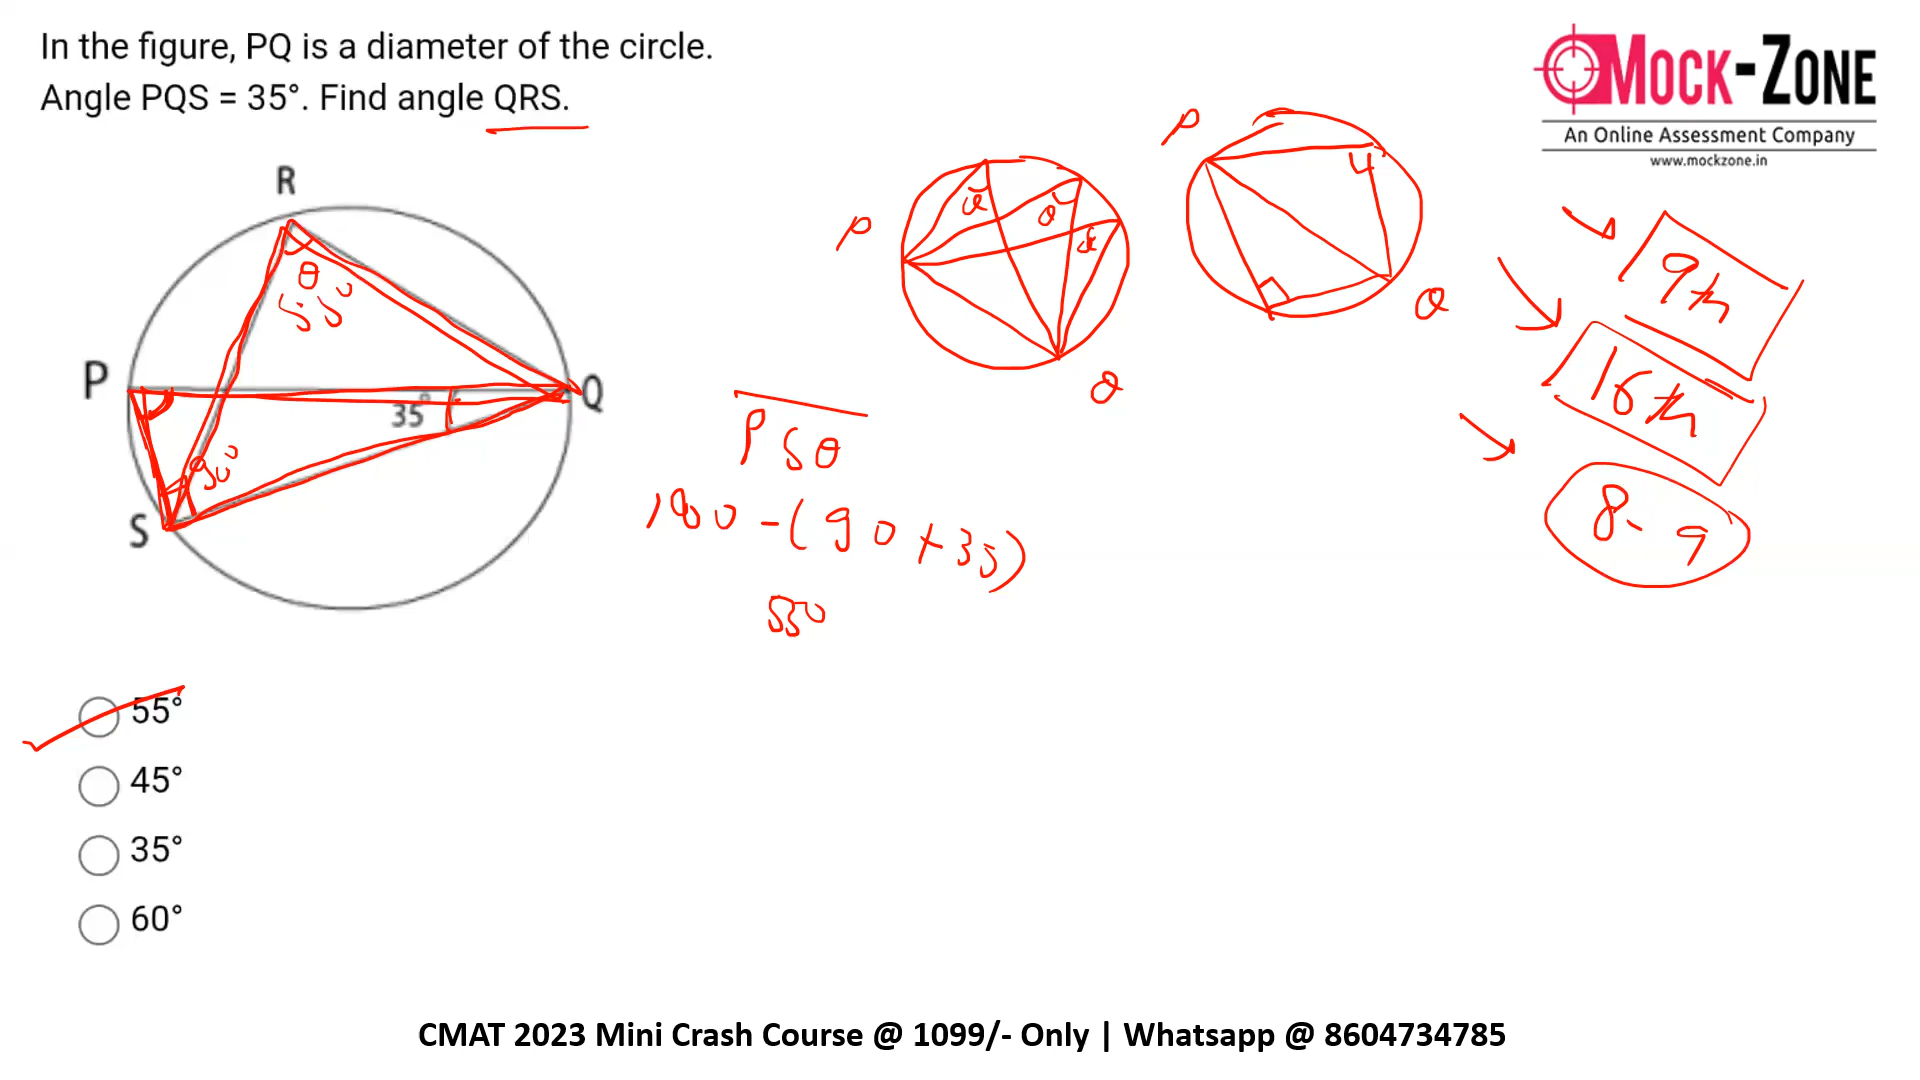 In the figure, PQ is a diameter of the circle.
Angle PQS = 35°. Find angle QRS.
MOCK-ZONE
An Online Assessment Company
www.mockzone.in
R
P
Q
S
35°
θ
55°
90°
P
Q
P
Q
PSQ
180 - (90+35)
550
9th
16th
8-9
55°
45°
35°
60°
CMAT 2023 Mini Crash Course @ 1099/- Only | Whatsapp @ 8604734785